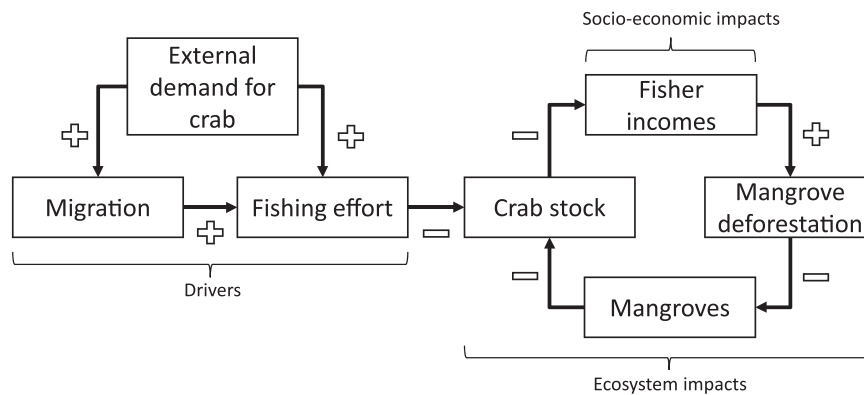 Socio-economic impacts
External
demand for
crab
Fisher
incomes
Migration
Fishing effort
Crab stock
Mangrove
deforestation
Drivers
Mangroves
Ecosystem impacts